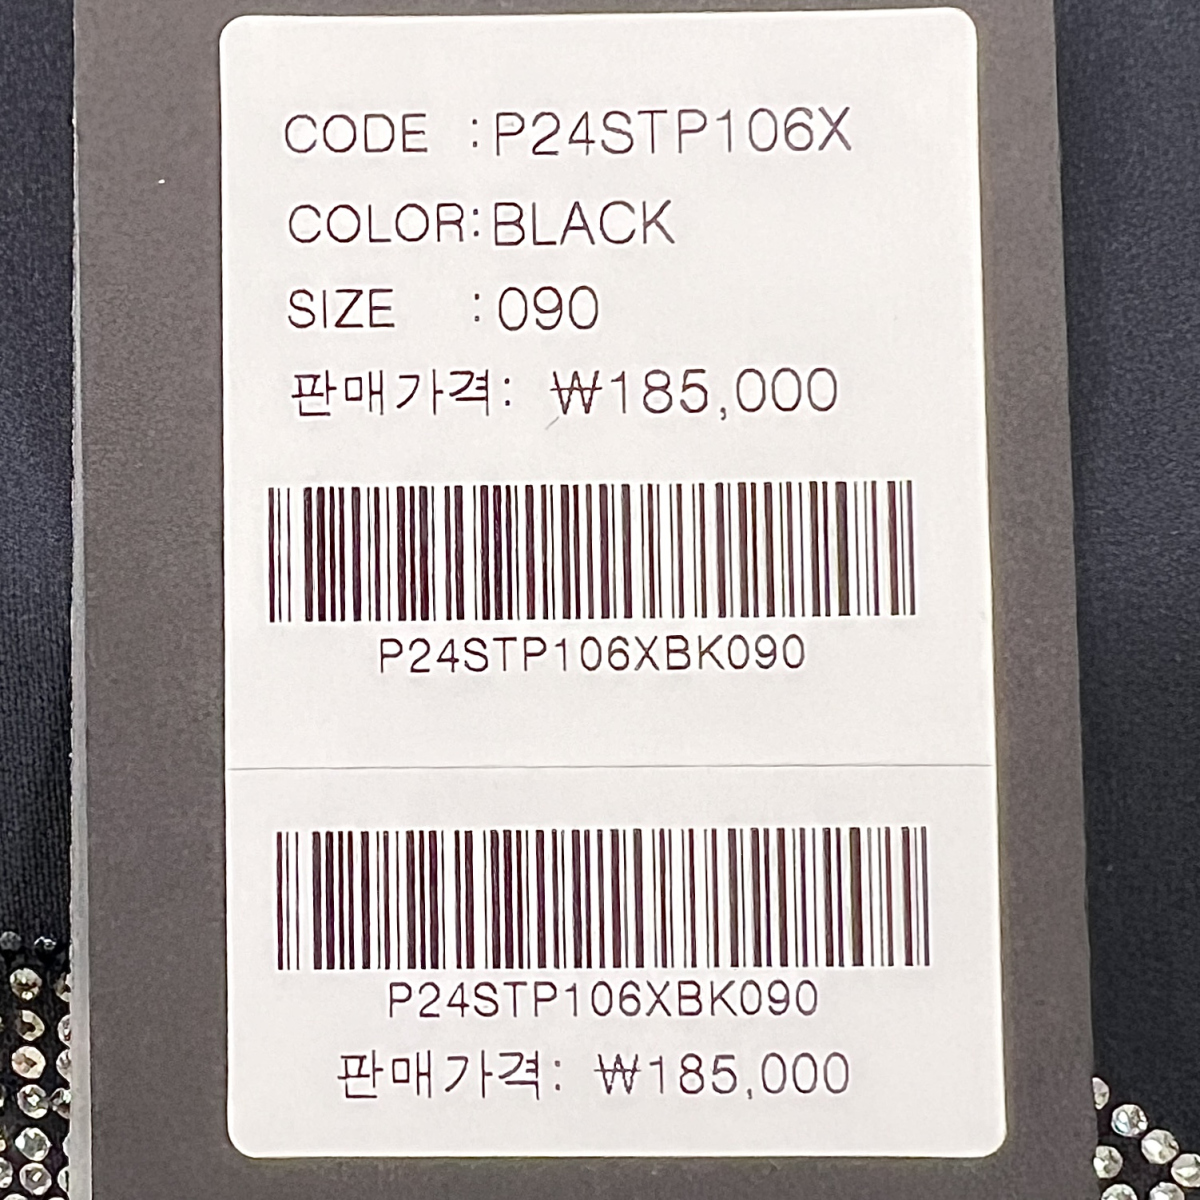 CODE :P24STP106X
COLOR:BLACK
SIZE :090
판매가격: ₩185,000
P24STP106XBK090
P24STP106XBK090
판매가격: ₩185,000